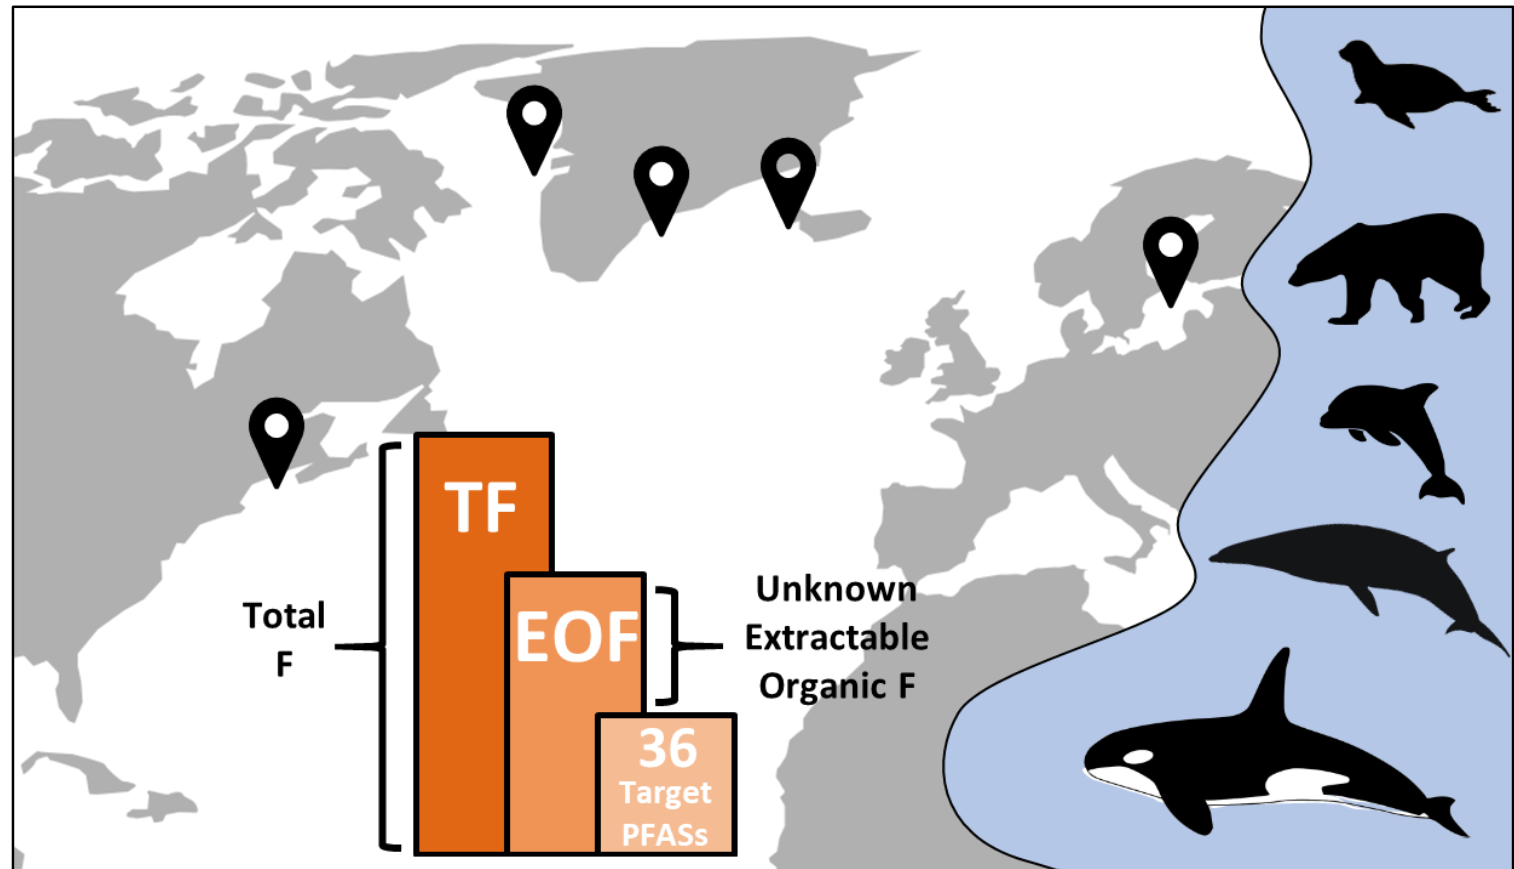 TF
EOF
36
Target
PFASs
Total
F
Unknown
Extractable
Organic F